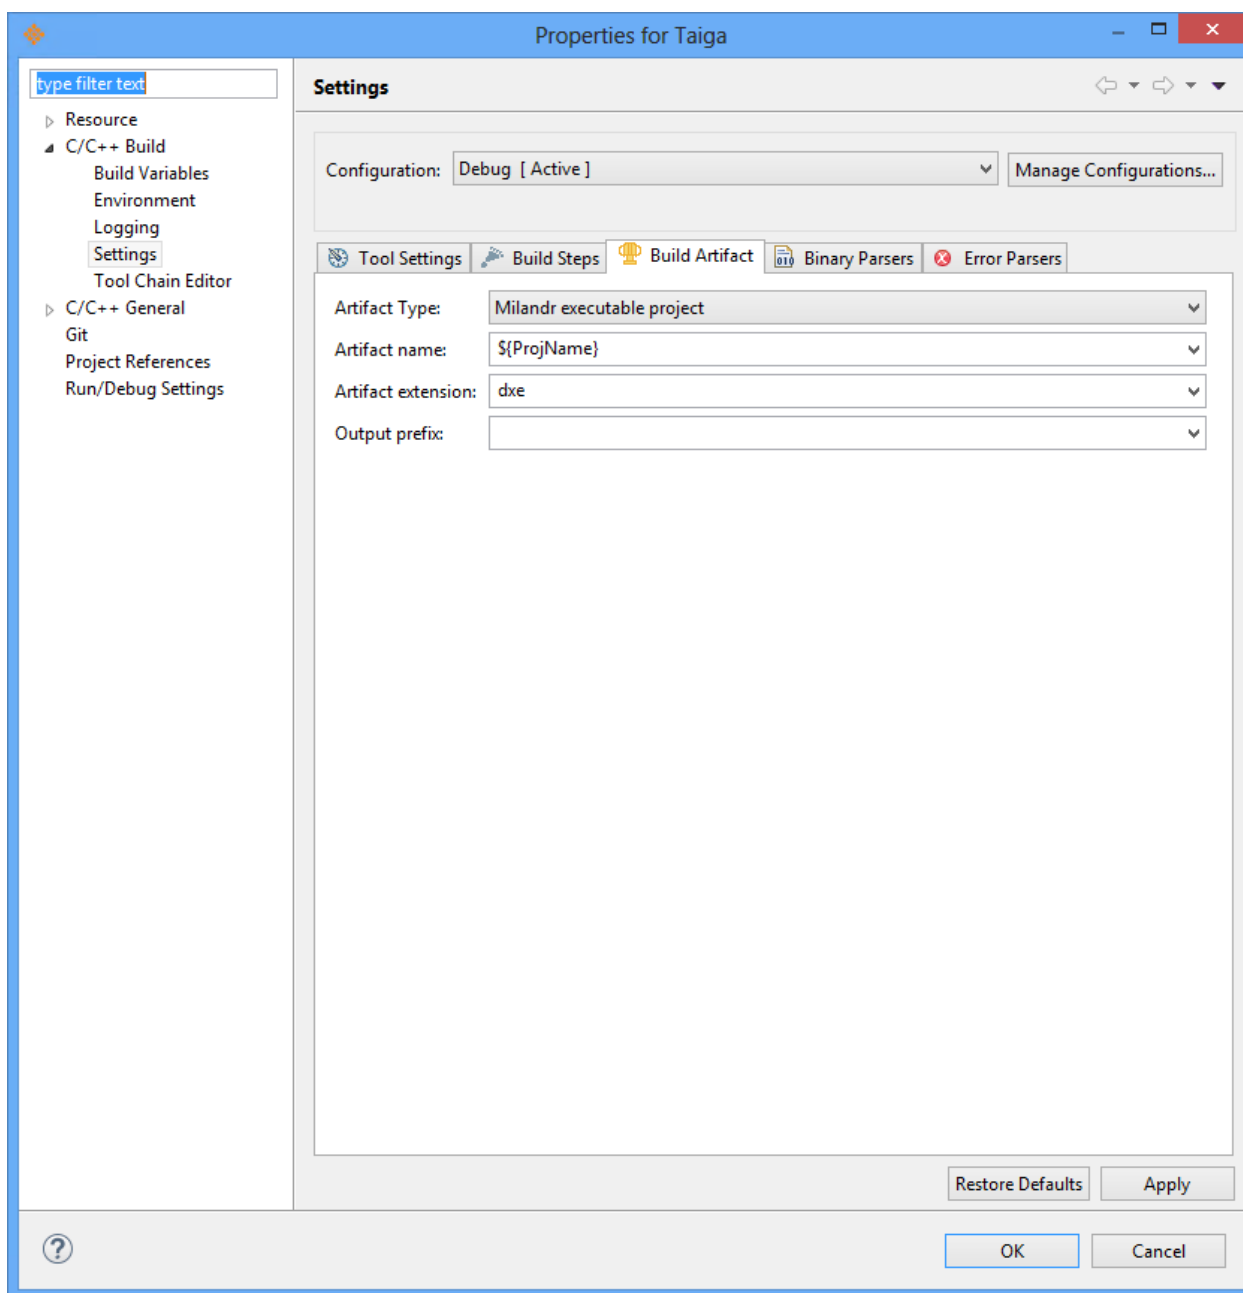 Properties for Taiga
type filter text
Resource
C/C++ Build
Build Variables
Environment
Logging
Settings
Tool Chain Editor
C/C++ General
Git
Project References
Run/Debug Settings
Settings
Configuration: Debug [ Active ] Manage Configurations...
Tool Settings Build Steps Build Artifact Binary Parsers Error Parsers
Artifact Type: Milandr executable project
Artifact name: ${ProjName}
Artifact extension: dxe
Output prefix:
Restore Defaults Apply
OK Cancel